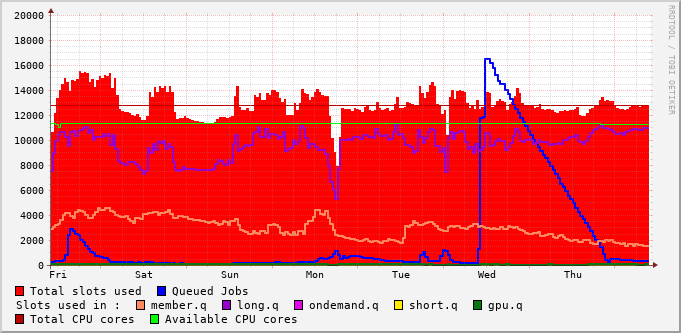 20000
18000
16000
14000
12000
10000
8000
6000
4000
2000
0
Fri Sat Sun Mon Tue Wed Thu
Total slots used Queued Jobs
Slots used in : member.q long.q ondemand.q short.q gpu.q
Total CPU cores Available CPU cores
RRDTOOL / TOBI OETIKER